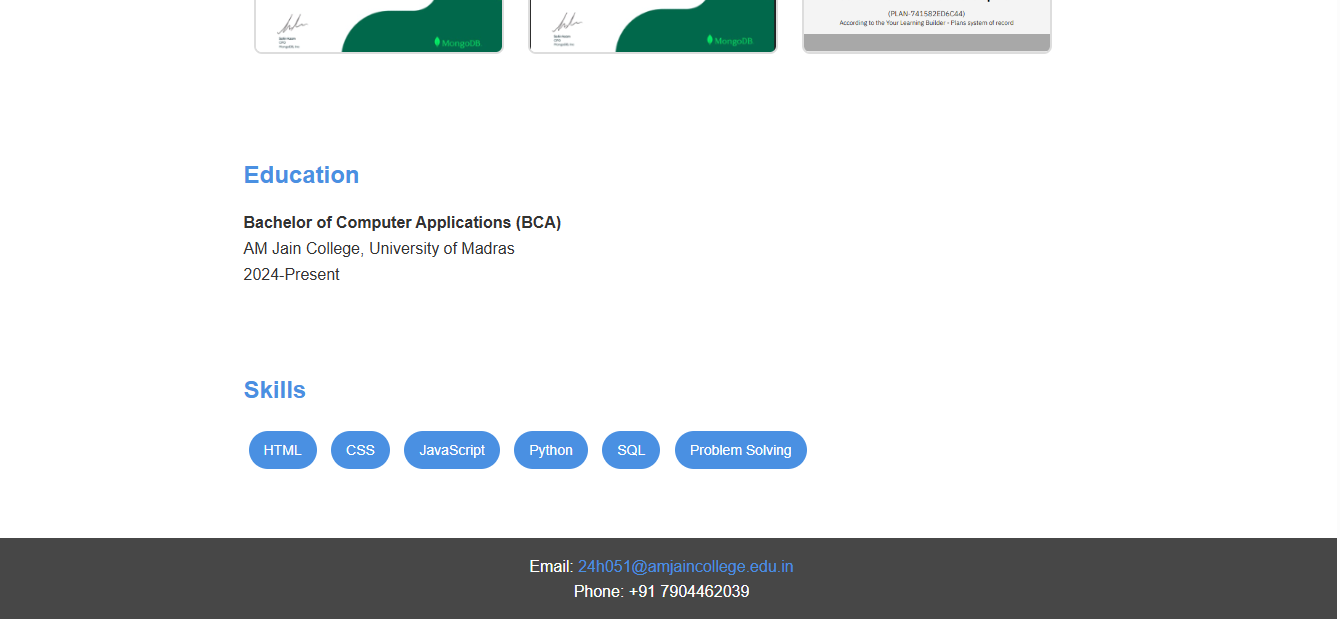 MongoDB.
MongoDB.
(PLAN-741582ED6C44)
According to the Your Learning Builder - Plans system of record
Education
Bachelor of Computer Applications (BCA)
AM Jain College, University of Madras
2024-Present
Skills
HTML CSS JavaScript Python SQL Problem Solving
Email: 24h051@amjaincollege.edu.in
Phone: +91 7904462039